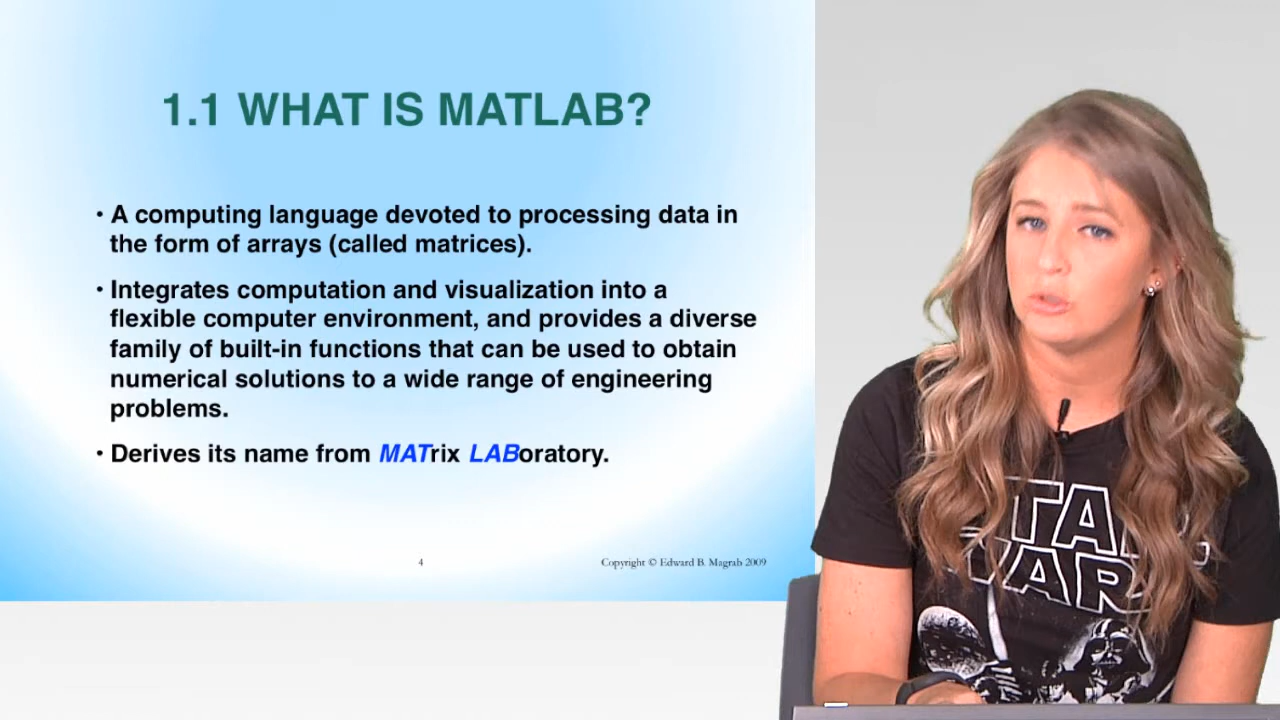 1.1 WHAT IS MATLAB?
• A computing language devoted to processing data in
the form of arrays (called matrices).
• Integrates computation and visualization into a
flexible computer environment, and provides a diverse
family of built-in functions that can be used to obtain
numerical solutions to a wide range of engineering
problems.
• Derives its name from MATrix LABoratory.
4
Copyright © Edward B. Magrab 2009